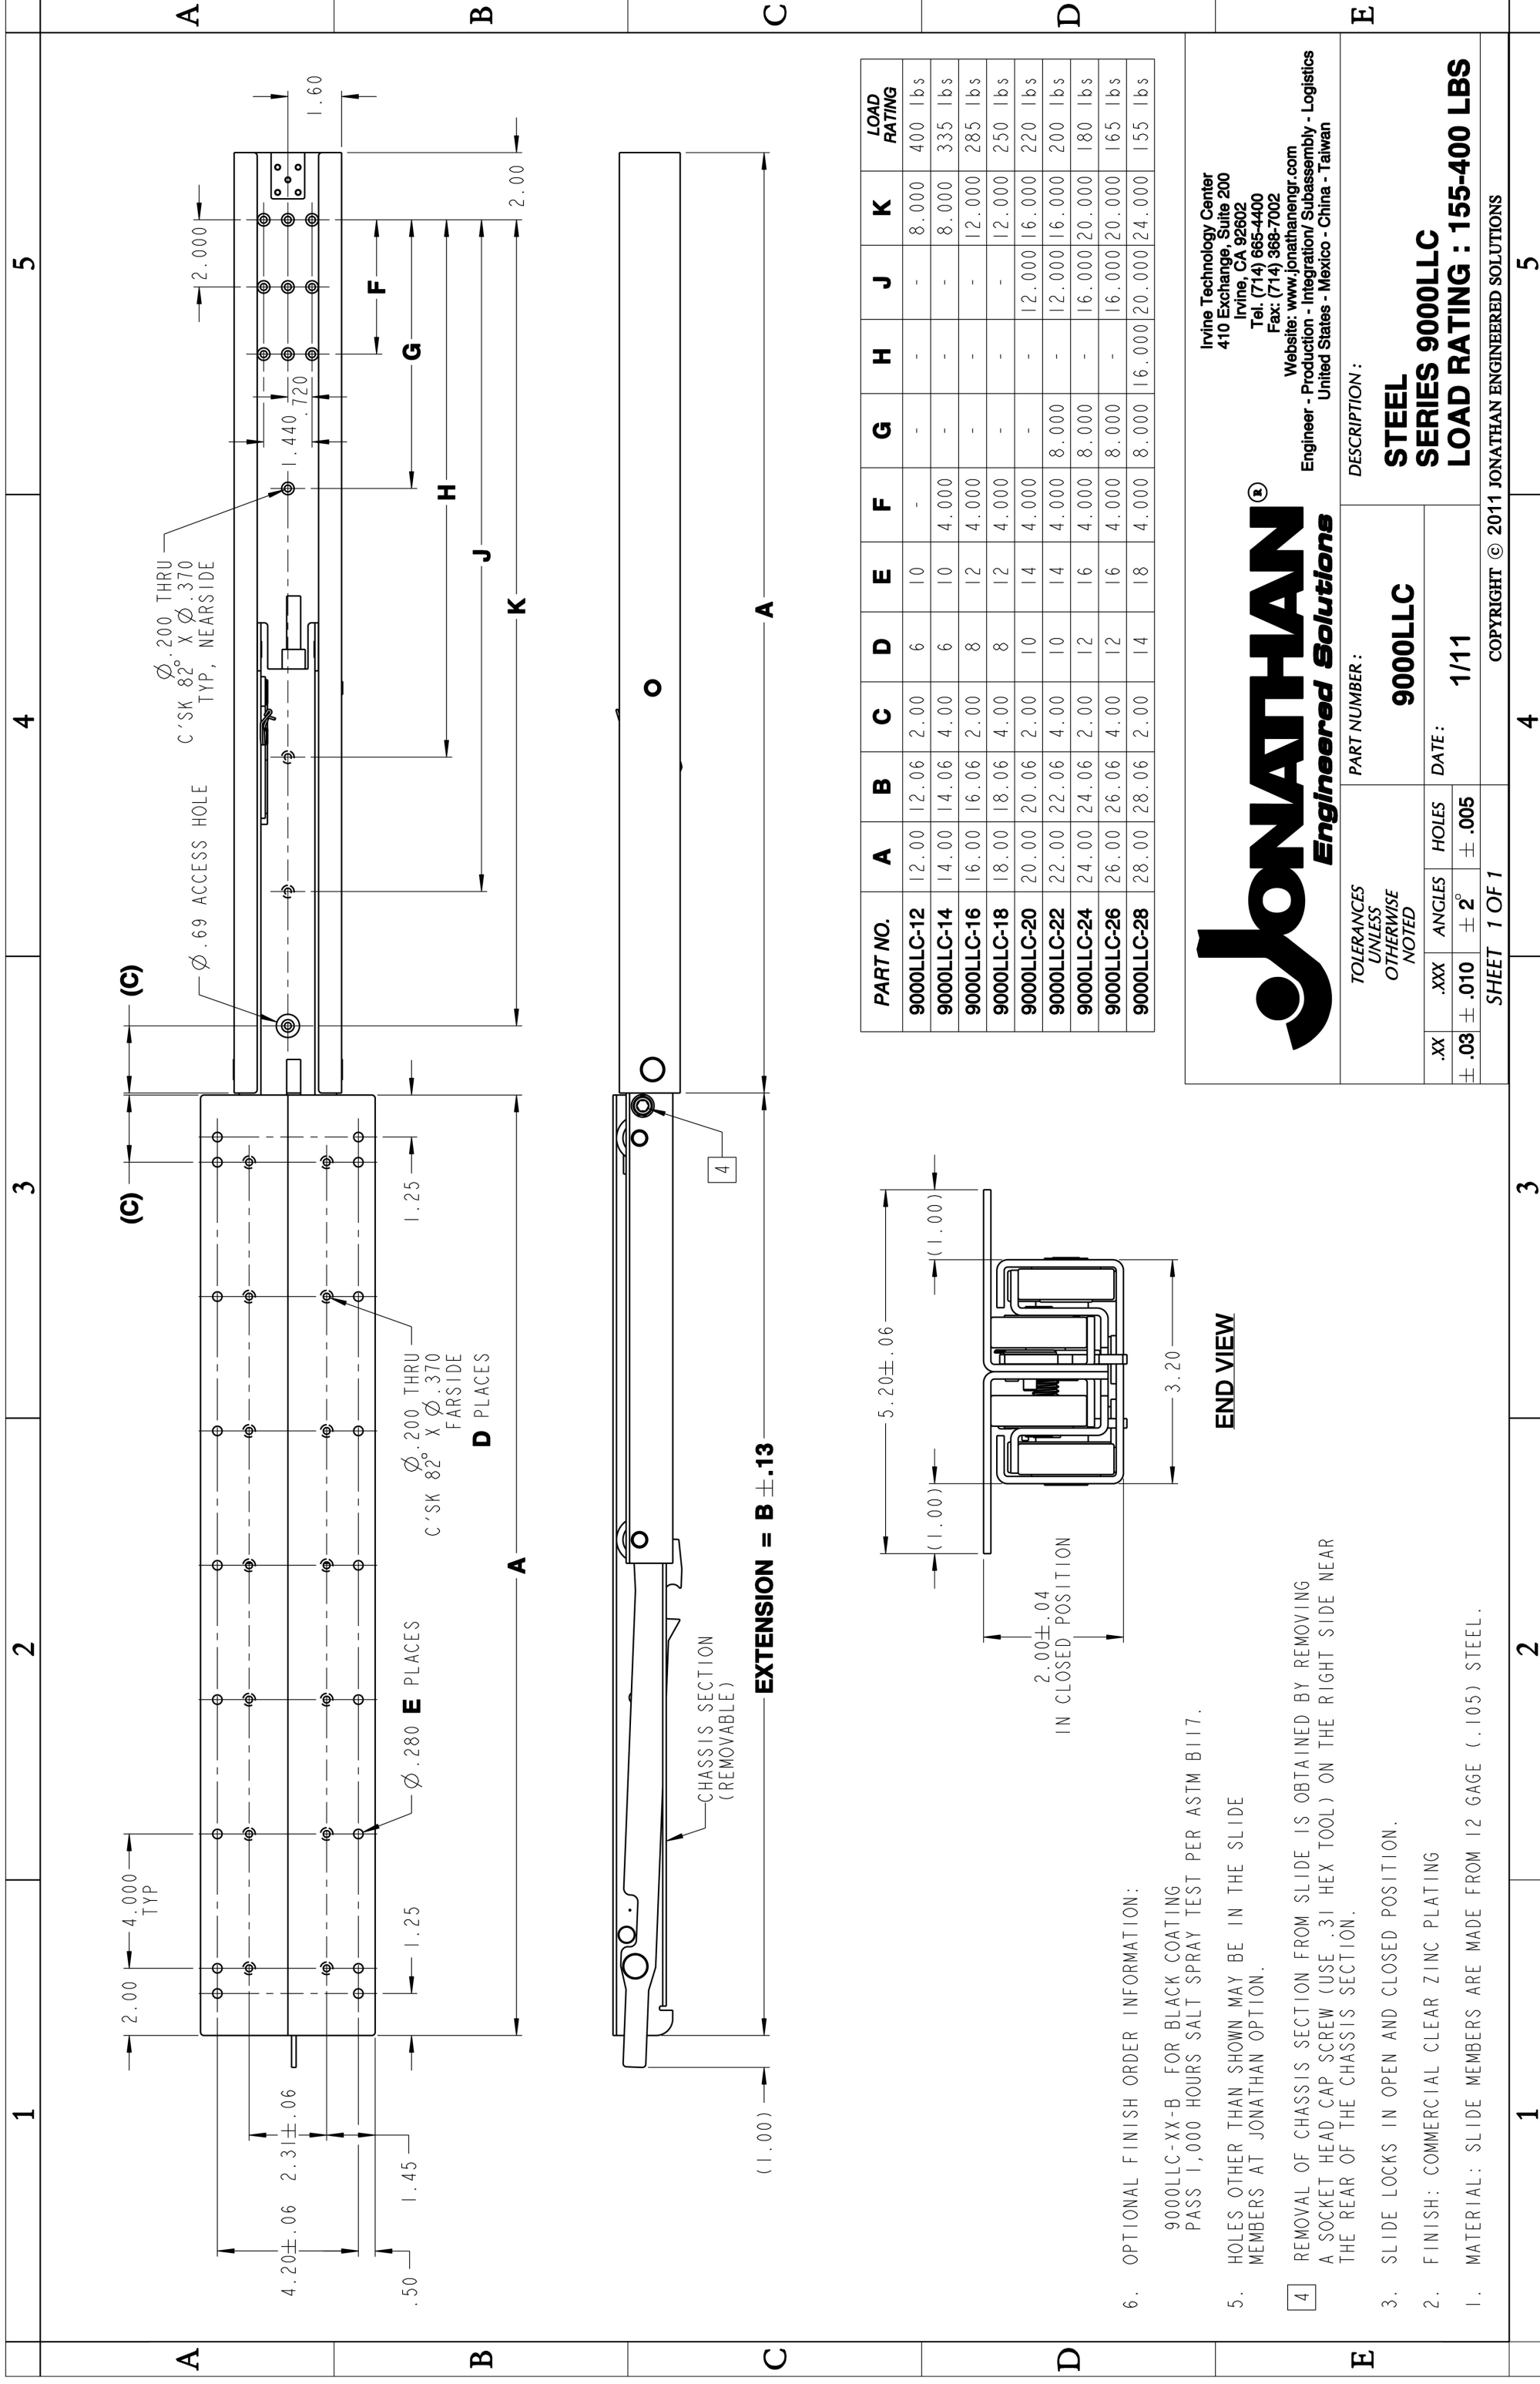 1 2 3 4 5
A A
B B
C C
D D
E E
2.00
4.000
TYP
(C) (C)
Ø.69 ACCESS HOLE
Ø.200 THRU
C'SK 82° X Ø.370
TYP, NEARSIDE
2.000
1.60
4.20±.06
2.31±.06
.50
1.45
1.25
Ø.280 E PLACES
Ø.200 THRU
C'SK 82° X Ø.370
FARSIDE
D PLACES
1.25
A
1.440
.720
F
G
H
J
K
2.00
(1.00)
CHASSIS SECTION
(REMOVABLE)
EXTENSION = B ±.13
4
A
5.20±.06
(1.00)
(1.00)
2.00±.04
IN CLOSED POSITION
3.20
END VIEW
PART NO. A B C D E F G H J K LOAD RATING
9000LLC-12 12.00 12.06 2.00 6 10 - - - - 8.000 400 lbs
9000LLC-14 14.00 14.06 4.00 6 10 4.000 - - - 8.000 335 lbs
9000LLC-16 16.00 16.06 2.00 8 12 4.000 - - - 12.000 285 lbs
9000LLC-18 18.00 18.06 4.00 8 12 4.000 - - - 12.000 250 lbs
9000LLC-20 20.00 20.06 2.00 10 14 4.000 - - 12.000 16.000 220 lbs
9000LLC-22 22.00 22.06 4.00 10 14 4.000 8.000 - 12.000 16.000 200 lbs
9000LLC-24 24.00 24.06 2.00 12 16 4.000 8.000 - 16.000 20.000 180 lbs
9000LLC-26 26.00 26.06 4.00 12 16 4.000 8.000 - 16.000 20.000 165 lbs
9000LLC-28 28.00 28.06 2.00 14 18 4.000 8.000 16.000 20.000 24.000 155 lbs
6. OPTIONAL FINISH ORDER INFORMATION:
9000LLC-XX-B FOR BLACK COATING
PASS 1,000 HOURS SALT SPRAY TEST PER ASTM B117.
5. HOLES OTHER THAN SHOWN MAY BE IN THE SLIDE
MEMBERS AT JONATHAN OPTION.
4 REMOVAL OF CHASSIS SECTION FROM SLIDE IS OBTAINED BY REMOVING
A SOCKET HEAD CAP SCREW (USE .31 HEX TOOL) ON THE RIGHT SIDE NEAR
THE REAR OF THE CHASSIS SECTION.
3. SLIDE LOCKS IN OPEN AND CLOSED POSITION.
2. FINISH: COMMERCIAL CLEAR ZINC PLATING
1. MATERIAL: SLIDE MEMBERS ARE MADE FROM 12 GAGE (.105) STEEL.
JONATHAN®
Engineered Solutions
Irvine Technology Center
410 Exchange, Suite 200
Irvine, CA 92602
Tel. (714) 665-4400
Fax: (714) 368-7002
Website: www.jonathanengr.com
Engineer - Production - Integration/ Subassembly - Logistics
United States - Mexico - China - Taiwan
TOLERANCES
UNLESS
OTHERWISE
NOTED
.XX .XXX ANGLES HOLES
±.03 ±.010 ±2° ±.005
PART NUMBER:
9000LLC
DATE:
1/11
DESCRIPTION:
STEEL
SERIES 9000LLC
LOAD RATING : 155-400 LBS
SHEET 1 OF 1
COPYRIGHT © 2011 JONATHAN ENGINEERED SOLUTIONS
1 2 3 4 5